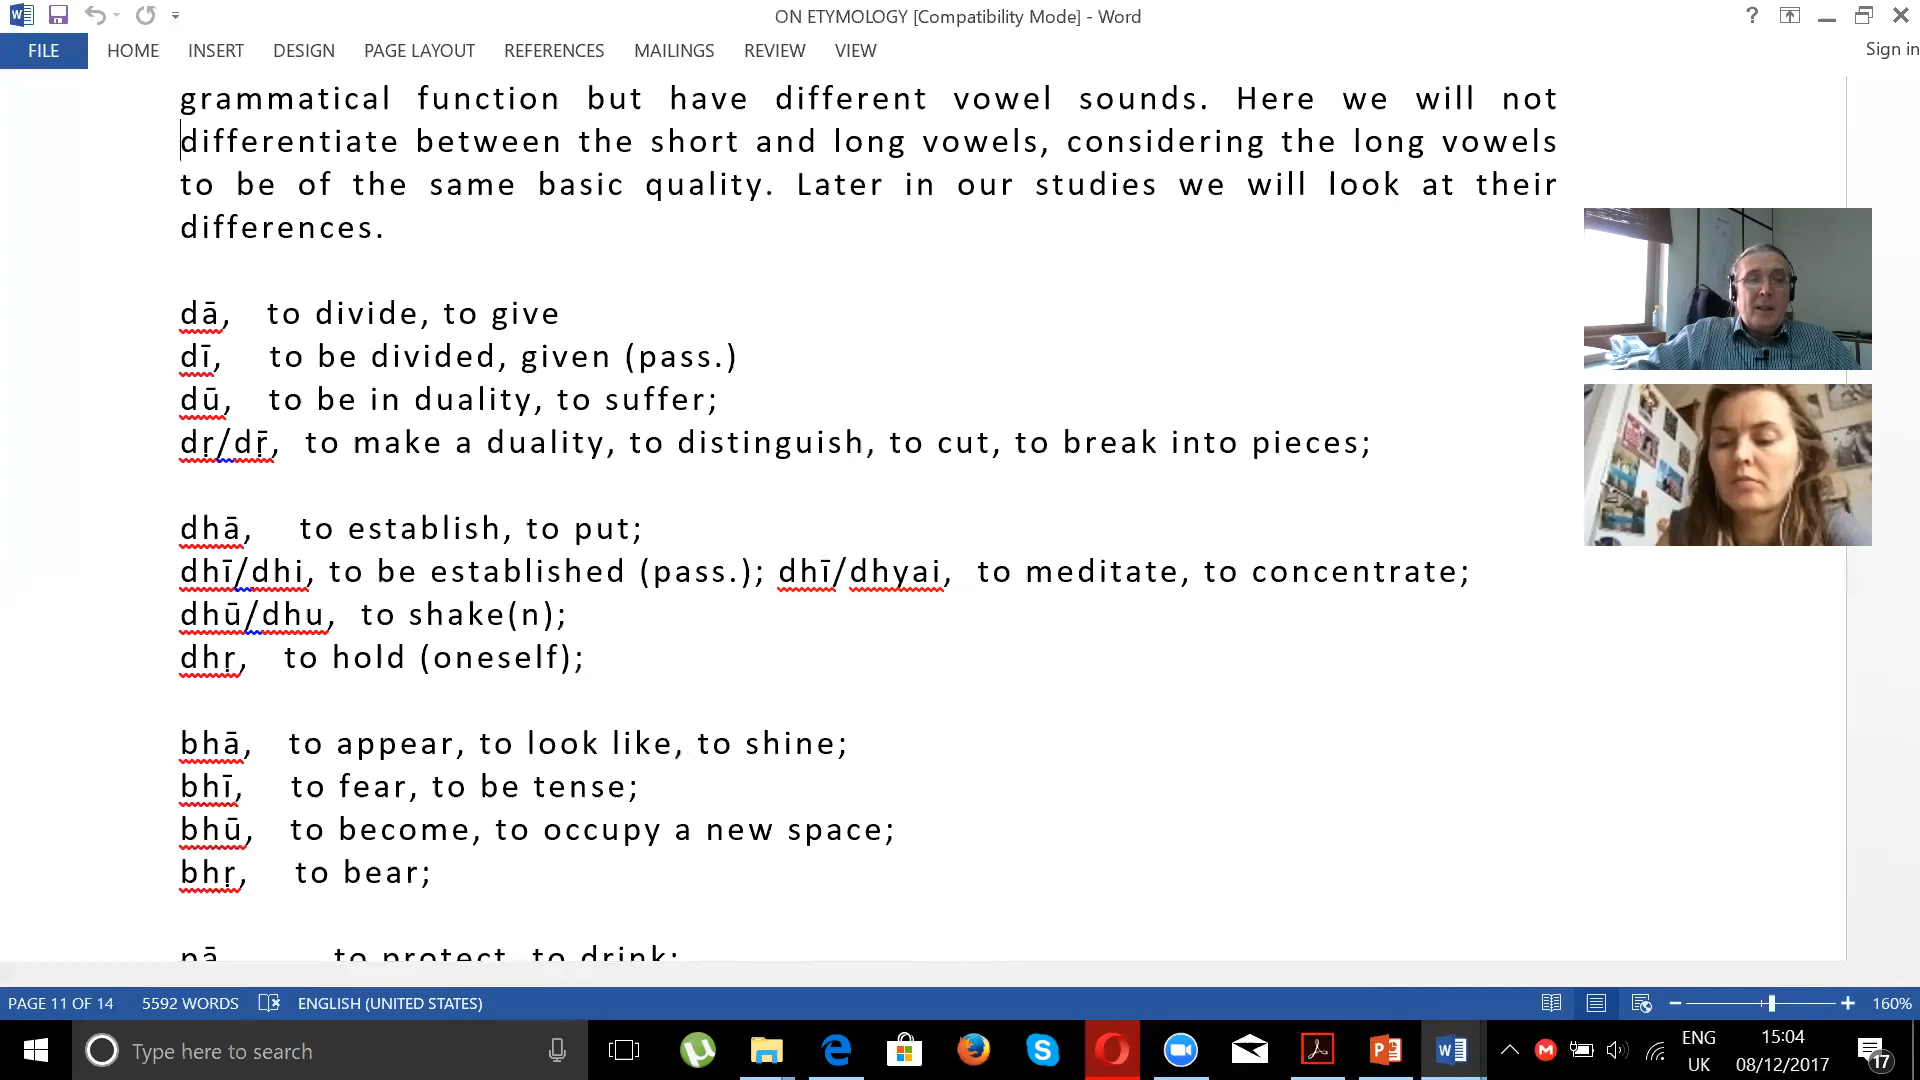 ON ETYMOLOGY [Compatibility Mode] - Word
?
FILE HOME INSERT DESIGN PAGE LAYOUT REFERENCES MAILINGS REVIEW VIEW
Sign in
grammatical function but have different vowel sounds. Here we will not
differentiate between the short and long vowels, considering the long vowels
to be of the same basic quality. Later in our studies we will look at their
differences.
dā, to divide, to give
dī, to be divided, given (pass.)
dū, to be in duality, to suffer;
dṛ/dṝ, to make a duality, to distinguish, to cut, to break into pieces;
dhā, to establish, to put;
dhī/dhi, to be established (pass.); dhī/dhyai, to meditate, to concentrate;
dhū/dhu, to shake(n);
dhṛ, to hold (oneself);
bhā, to appear, to look like, to shine;
bhī, to fear, to be tense;
bhū, to become, to occupy a new space;
bhṛ, to bear;
pā to protect, to drink;
PAGE 11 OF 14 5592 WORDS ENGLISH (UNITED STATES) 160%
Type here to search
ENG
UK
15:04
08/12/2017
17